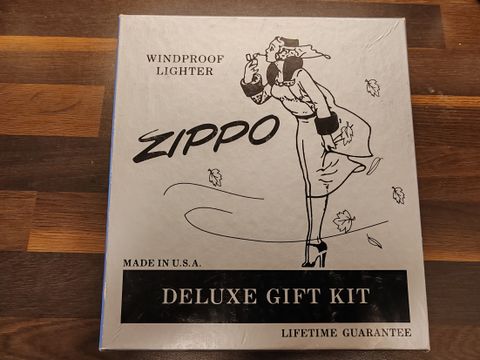 WINDPROOF
LIGHTER
ZIPPO
MADE IN U.S.A.
DELUXE GIFT KIT
LIFETIME GUARANTEE